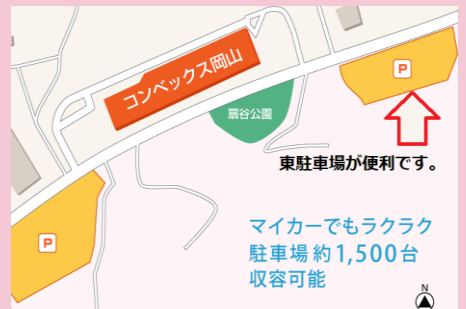 コンベックス岡山
P
扇谷公園
東駐車場が便利です。
P
マイカーでもラクラク
駐車場 約1,500台
収容可能
N